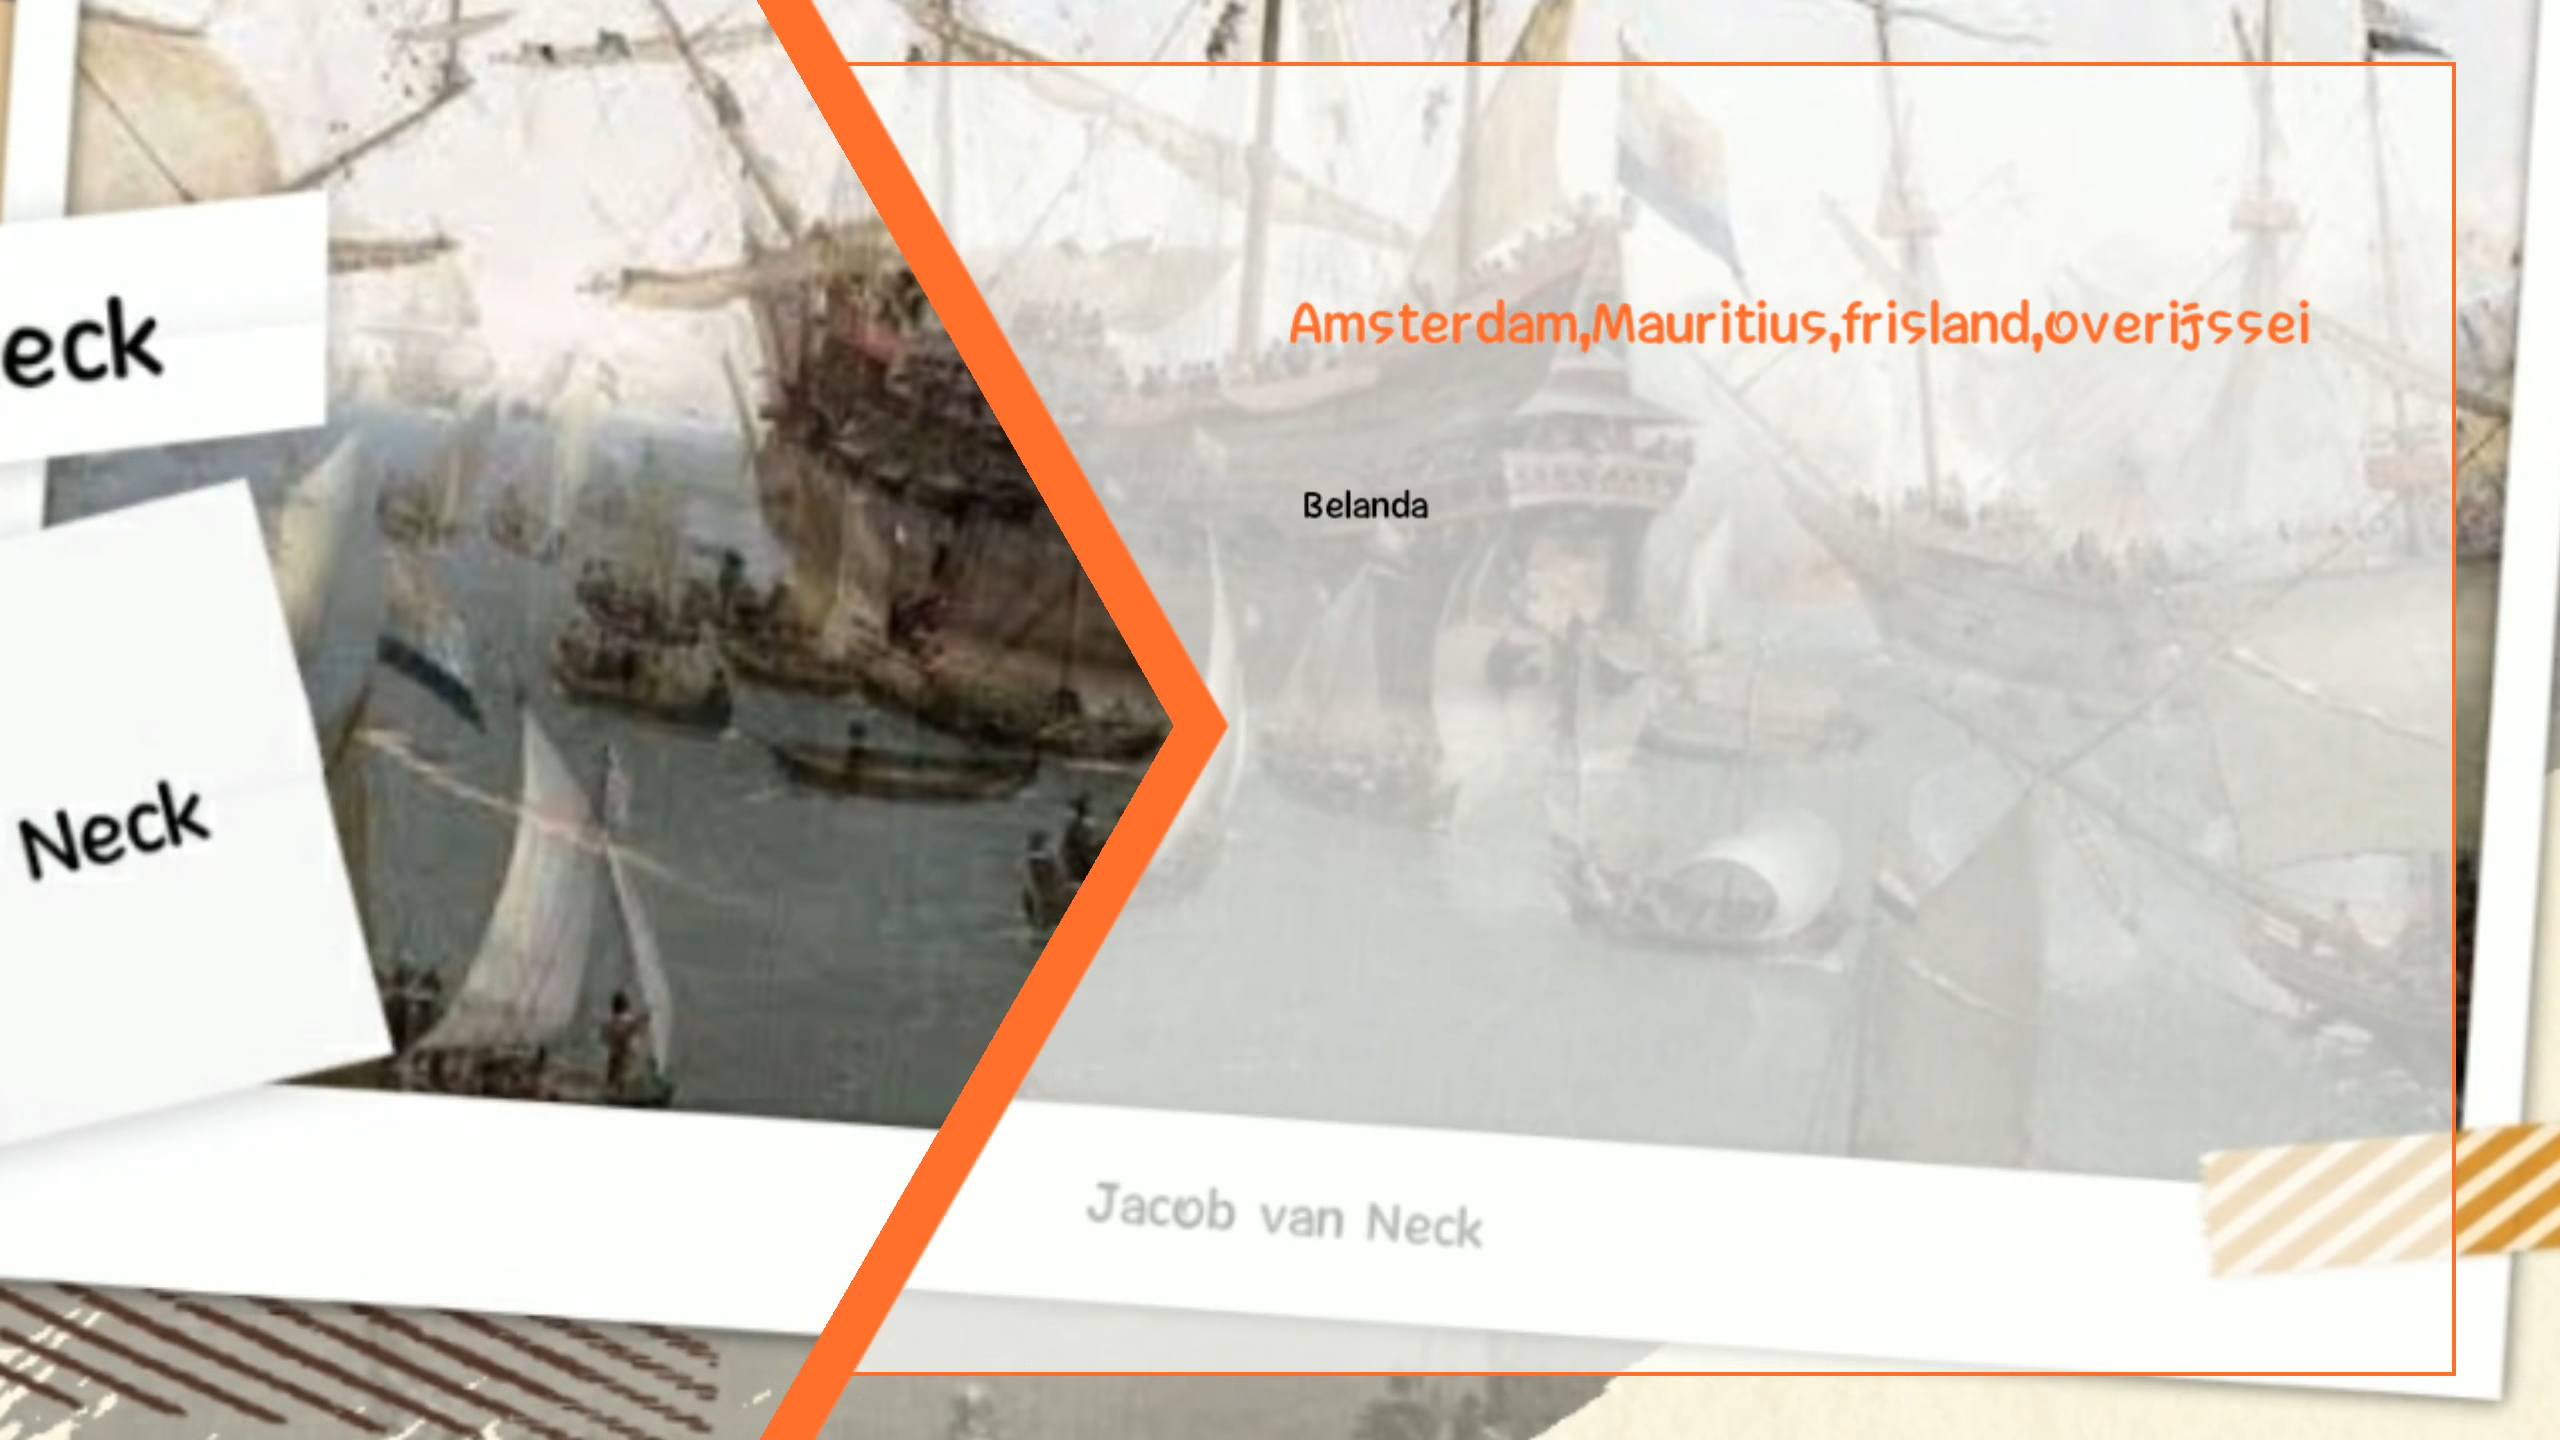 eck
Neck
Amsterdam,Mauritius,frisland,overijssei
Belanda
Jacob van Neck